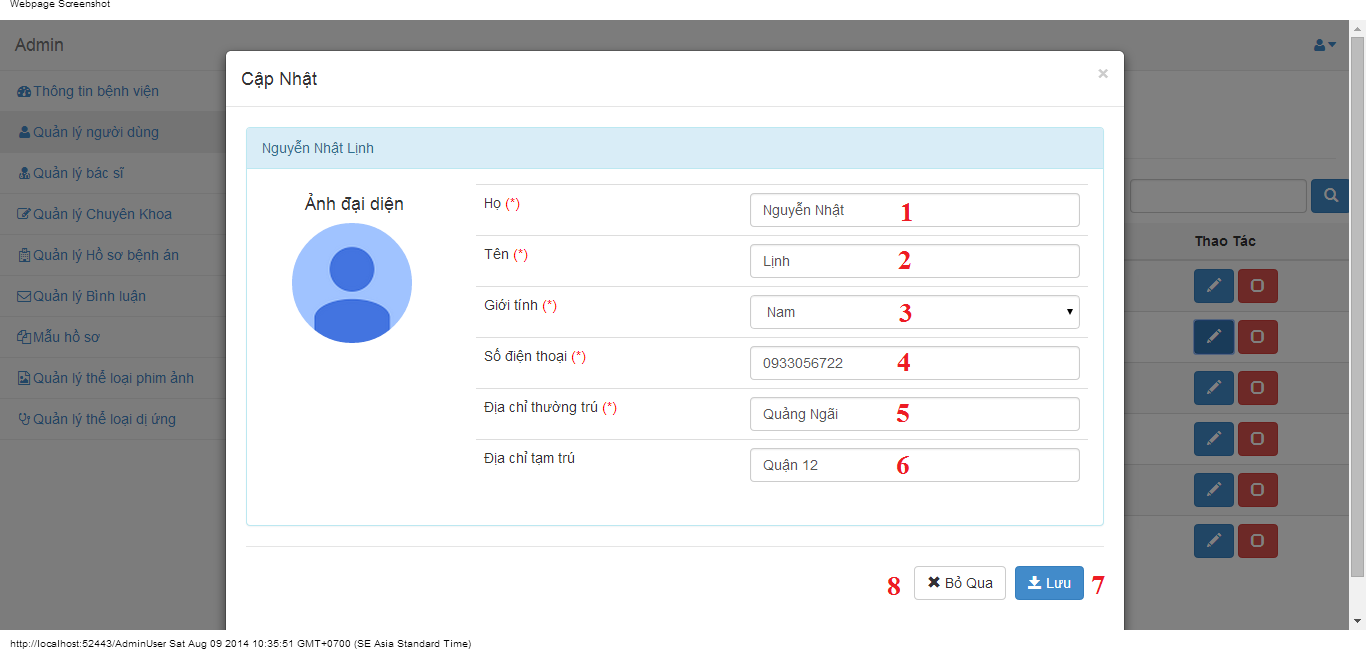 Webpage Screenshot
Admin
Cập Nhật
×
Thông tin bệnh viện
Quản lý người dùng
Quản lý bác sĩ
Quản lý Chuyên Khoa
Quản lý Hồ sơ bệnh án
Quản lý Bình luận
Mẫu hồ sơ
Quản lý thể loại phim ảnh
Quản lý thể loại dị ứng
Nguyễn Nhật Lịnh
Ảnh đại diện
Họ (*) Nguyễn Nhật 1
Tên (*) Lịnh 2
Giới tính (*) Nam 3
Số điện thoại (*) 0933056722 4
Địa chỉ thường trú (*) Quảng Ngãi 5
Địa chỉ tạm trú Quận 12 6
Thao Tác
8 Bỏ Qua Lưu 7
http://localhost:52443/AdminUser Sat Aug 09 2014 10:35:51 GMT+0700 (SE Asia Standard Time)